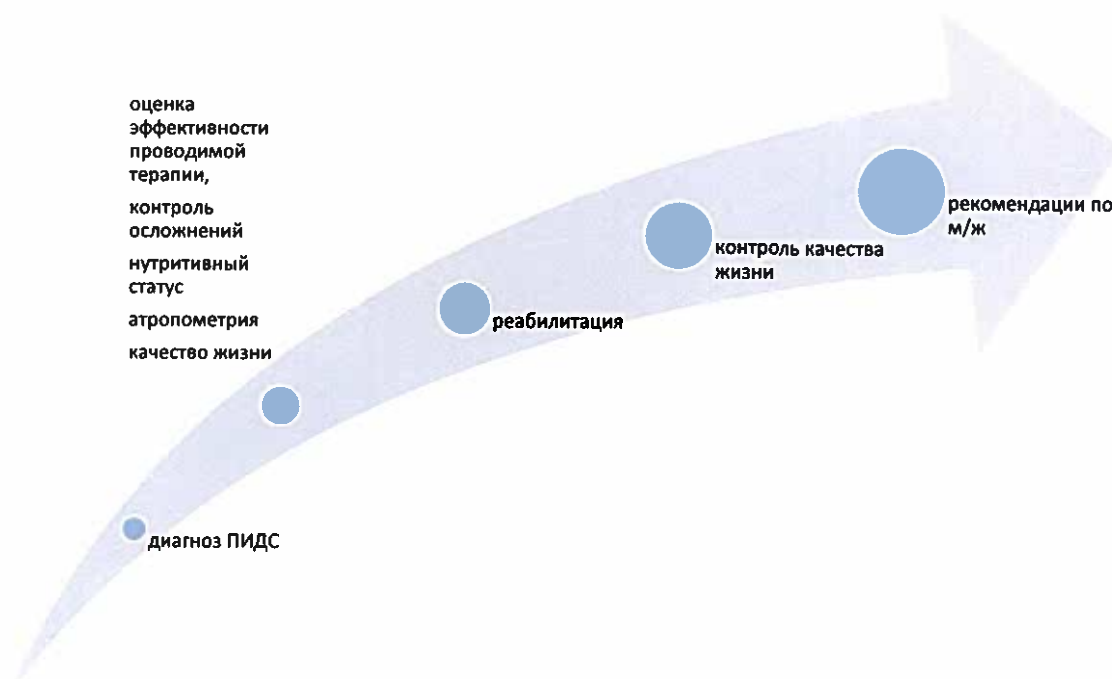 оценка
эффективности
проводимой
терапии,
контроль
осложнений
нутритивный
статус
атропометрия
качество жизни
диагноз ПИДС
реабилитация
контроль качества
жизни
рекомендации по
м/ж